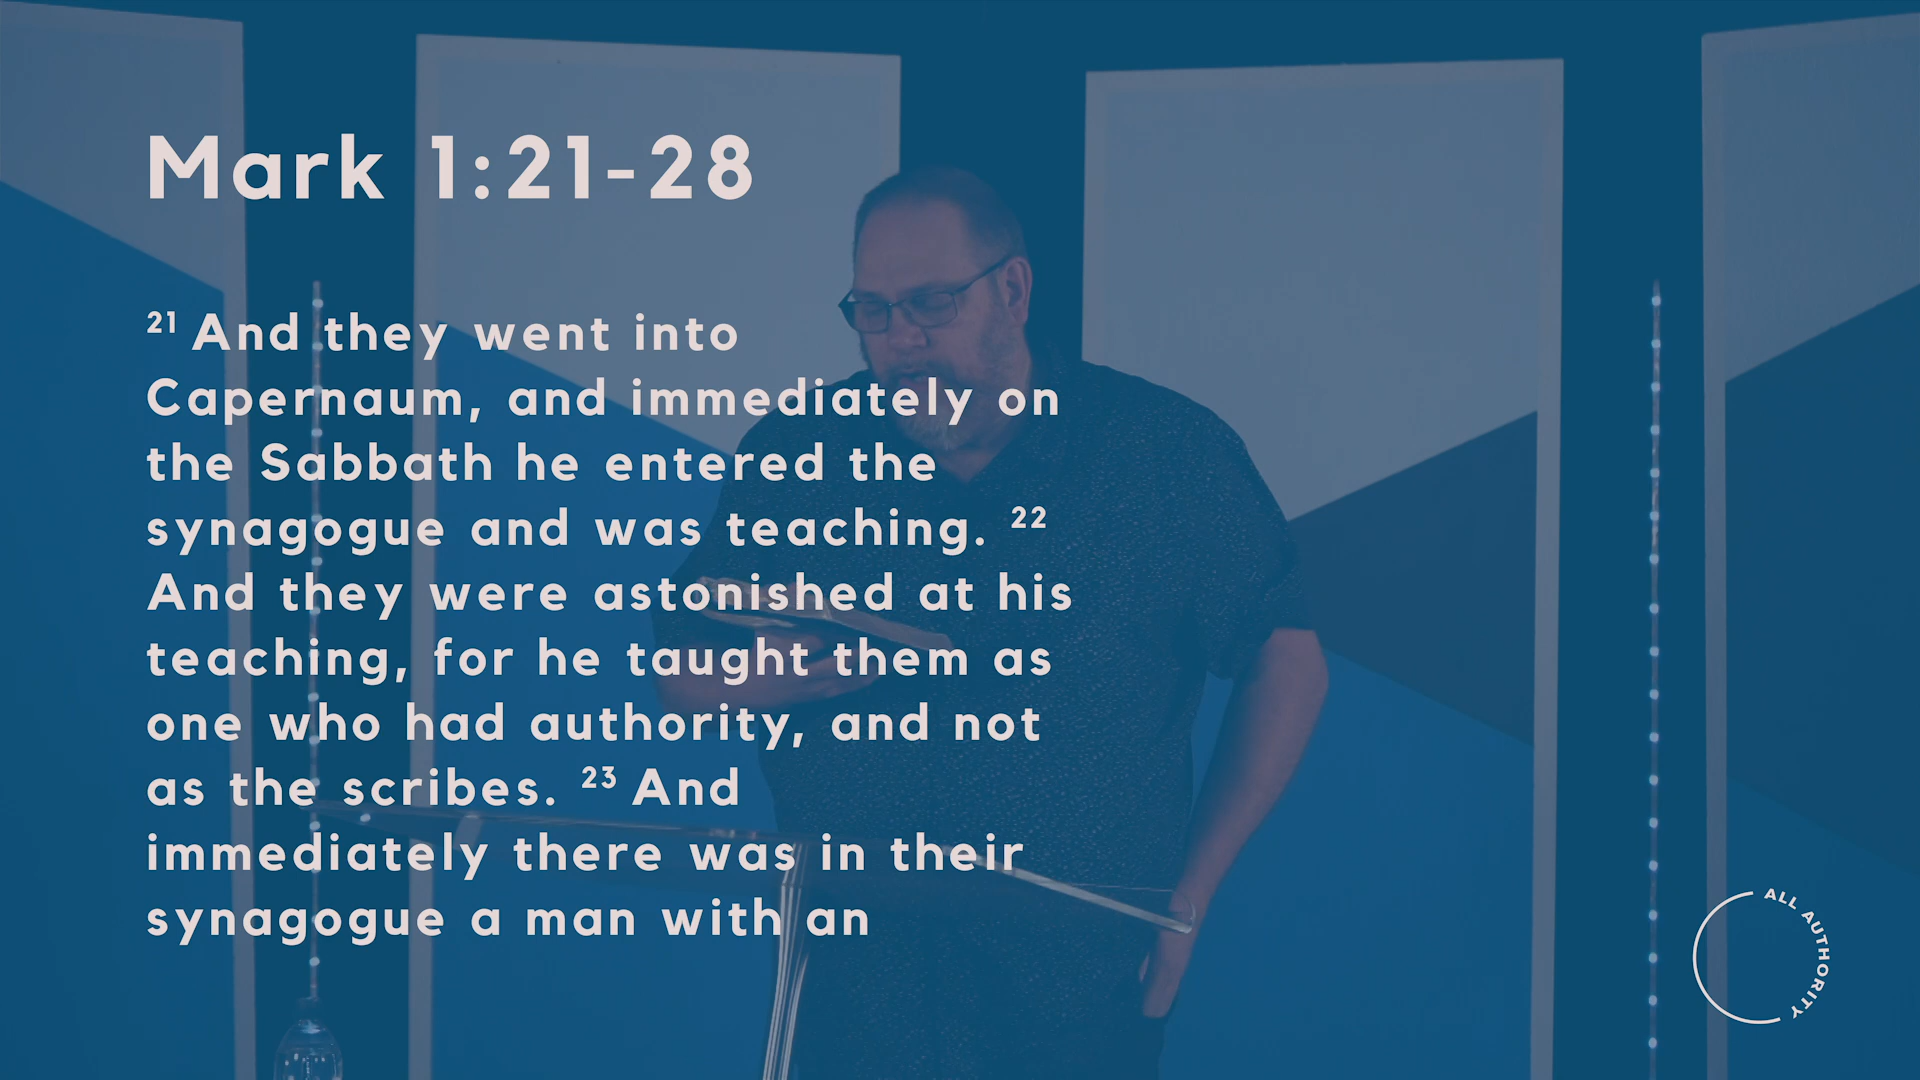 Mark 1:21-28
21 And they went into
Capernaum, and immediately on
the Sabbath he entered the
synagogue and was teaching. 22
And they were astonished at his
teaching, for he taught them as
one who had authority, and not
as the scribes. 23 And
immediately there was in their
synagogue a man with an
ALL AUTHORITY